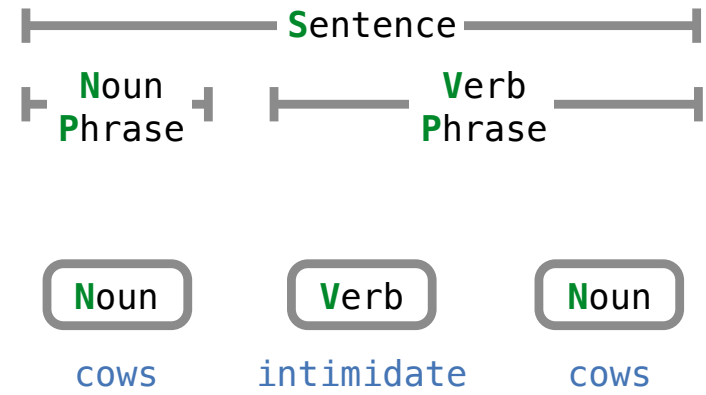 Sentence
Noun Verb
Phrase Phrase
Noun Verb Noun
cows intimidate cows